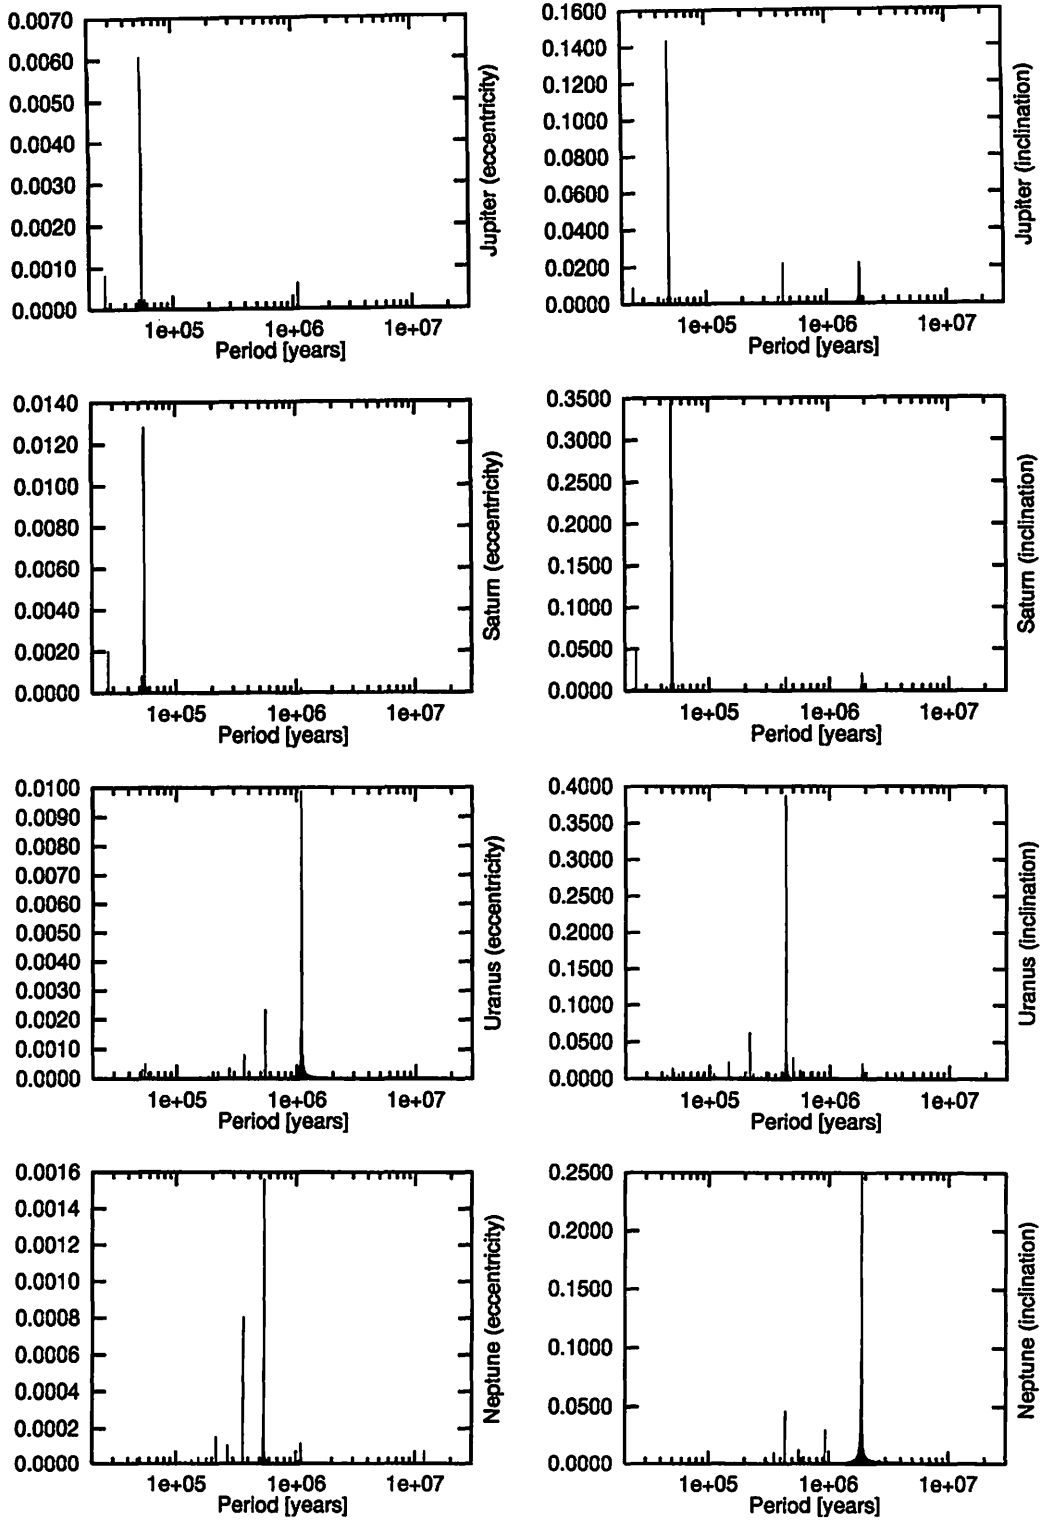 0.0070
0.0060
0.0050
0.0040
0.0030
0.0020
0.0010
0.0000
1e+05 1e+06 1e+07
Period [years]
Jupiter (eccentricity)
0.1600
0.1400
0.1200
0.1000
0.0800
0.0600
0.0400
0.0200
0.0000
1e+05 1e+06 1e+07
Period [years]
Jupiter (inclination)
0.0140
0.0120
0.0100
0.0080
0.0060
0.0040
0.0020
0.0000
1e+05 1e+06 1e+07
Period [years]
Saturn (eccentricity)
0.3500
0.3000
0.2500
0.2000
0.1500
0.1000
0.0500
0.0000
1e+05 1e+06 1e+07
Period [years]
Saturn (inclination)
0.0100
0.0090
0.0080
0.0070
0.0060
0.0050
0.0040
0.0030
0.0020
0.0010
0.0000
1e+05 1e+06 1e+07
Period [years]
Uranus (eccentricity)
0.4000
0.3500
0.3000
0.2500
0.2000
0.1500
0.1000
0.0500
0.0000
1e+05 1e+06 1e+07
Period [years]
Uranus (inclination)
0.0016
0.0014
0.0012
0.0010
0.0008
0.0006
0.0004
0.0002
0.0000
1e+05 1e+06 1e+07
Period [years]
Neptune (eccentricity)
0.2500
0.2000
0.1500
0.1000
0.0500
0.0000
1e+05 1e+06 1e+07
Period [years]
Neptune (inclination)